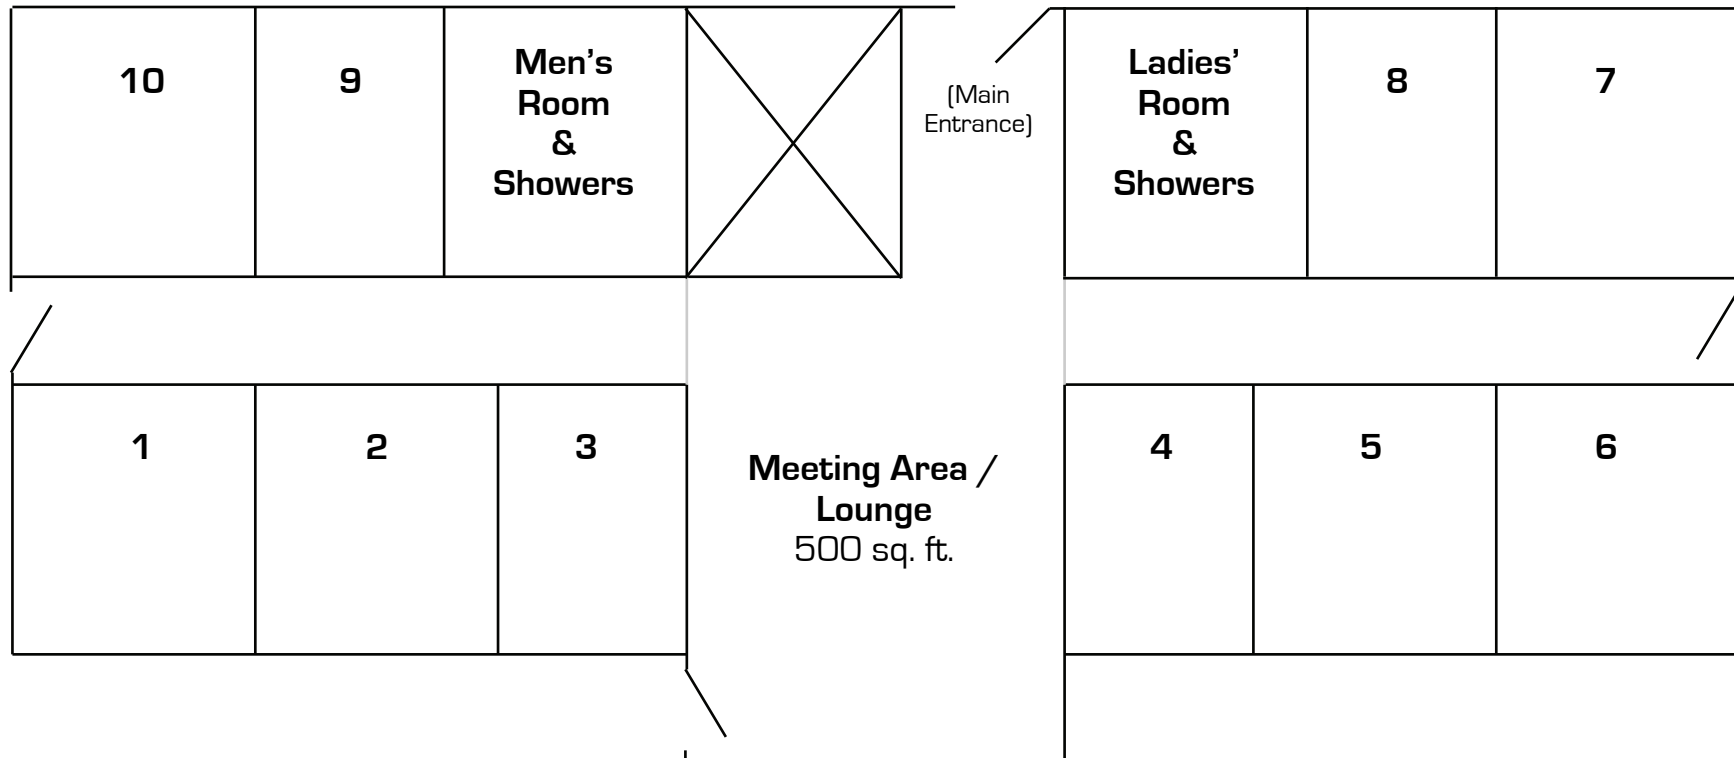 10
9
Men’s
Room
&
Showers
(Main
Entrance)
Ladies’
Room
&
Showers
8
7
1
2
3
Meeting Area /
Lounge
500 sq. ft.
4
5
6